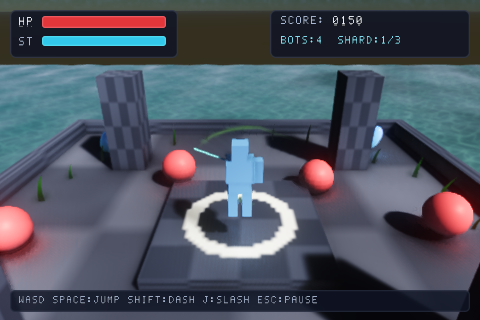 HP
ST
SCORE: 0150
BOTS:4 SHARD:1/3
WASD SPACE:JUMP SHIFT:DASH J:SLASH ESC:PAUSE